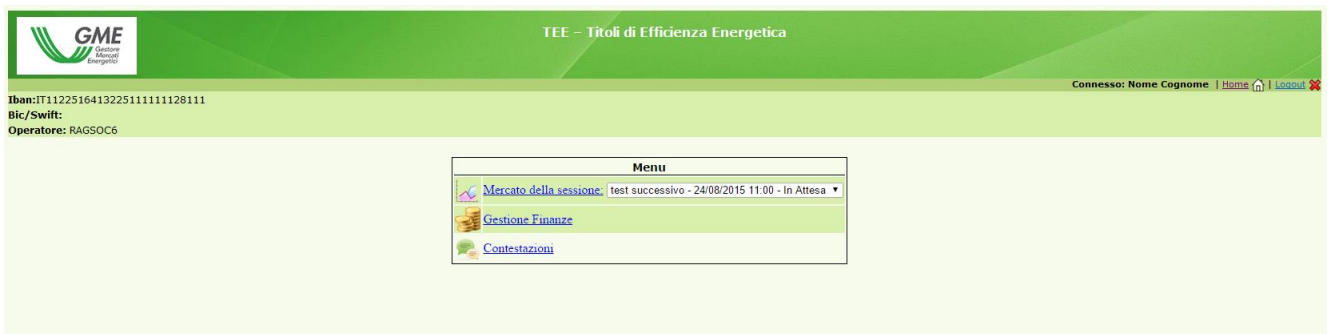 GME
Gestore
Mercati
Energetici
TEE – Titoli di Efficienza Energetica
Connesso: Nome Cognome | Home | Logout
Iban:IT1122516413225111111128111
Bic/Swift:
Operatore: RAGSOC6
Menu
Mercato della sessione: test successivo - 24/08/2015 11:00 - In Attesa
Gestione Finanze
Contestazioni